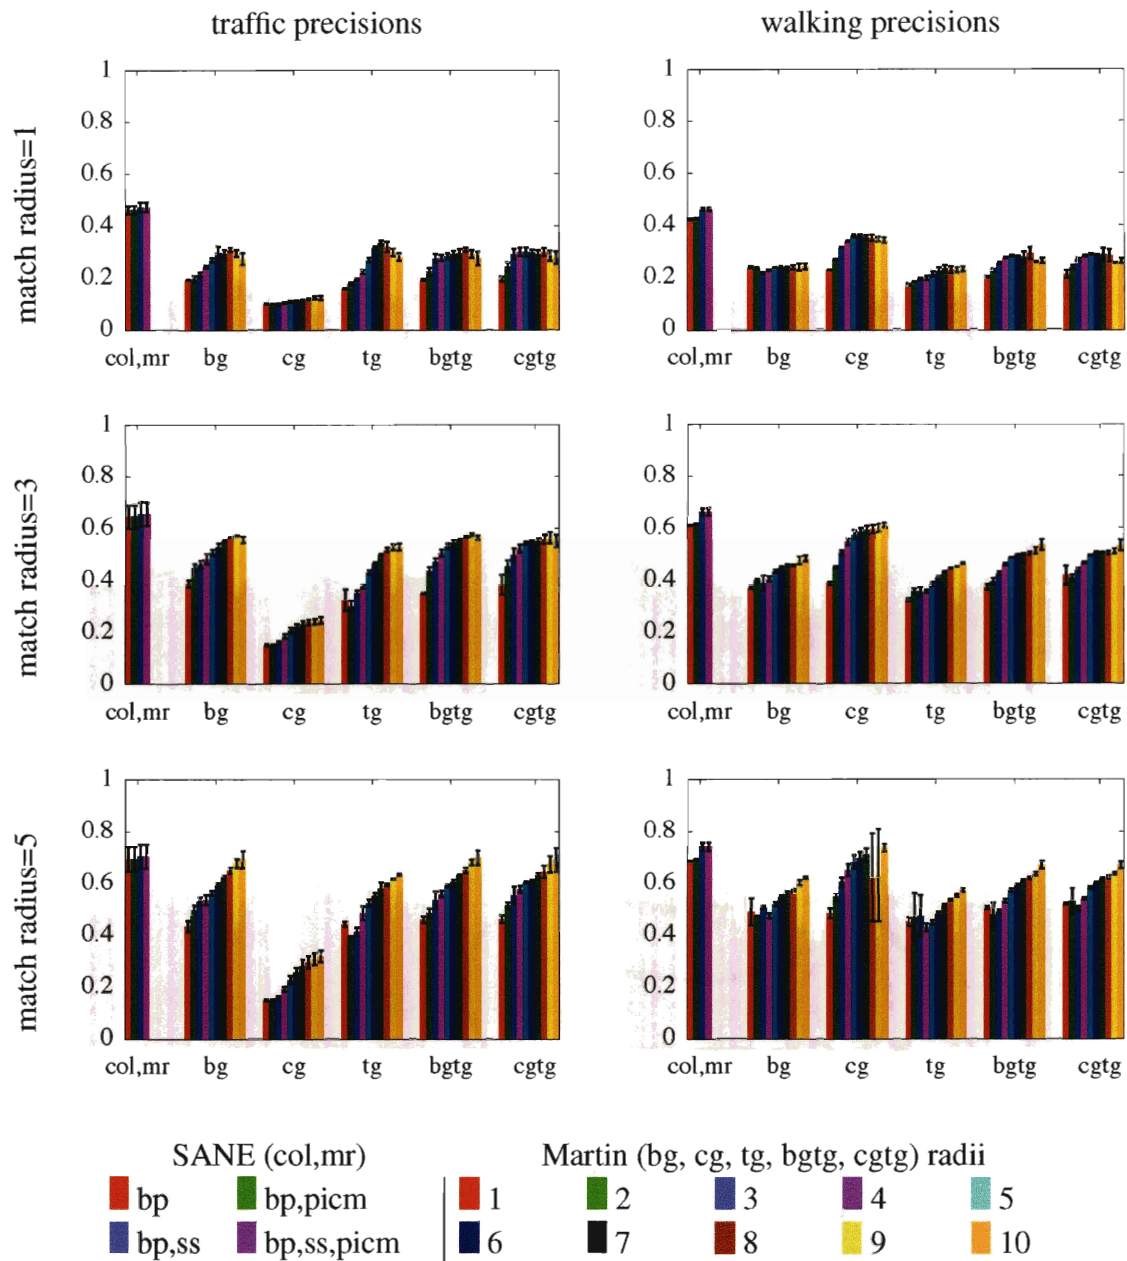 traffic precisions
walking precisions
match radius=1
1
0.8
0.6
0.4
0.2
0
col,mr bg cg tg bgtg cgtg
1
0.8
0.6
0.4
0.2
0
col,mr bg cg tg bgtg cgtg
match radius=3
1
0.8
0.6
0.4
0.2
0
col,mr bg cg tg bgtg cgtg
1
0.8
0.6
0.4
0.2
0
col,mr bg cg tg bgtg cgtg
match radius=5
1
0.8
0.6
0.4
0.2
0
col,mr bg cg tg bgtg cgtg
1
0.8
0.6
0.4
0.2
0
col,mr bg cg tg bgtg cgtg
SANE (col,mr)
bp bp,picm
bp,ss bp,ss,picm
Martin (bg, cg, tg, bgtg, cgtg) radii
1 2 3 4 5
6 7 8 9 10